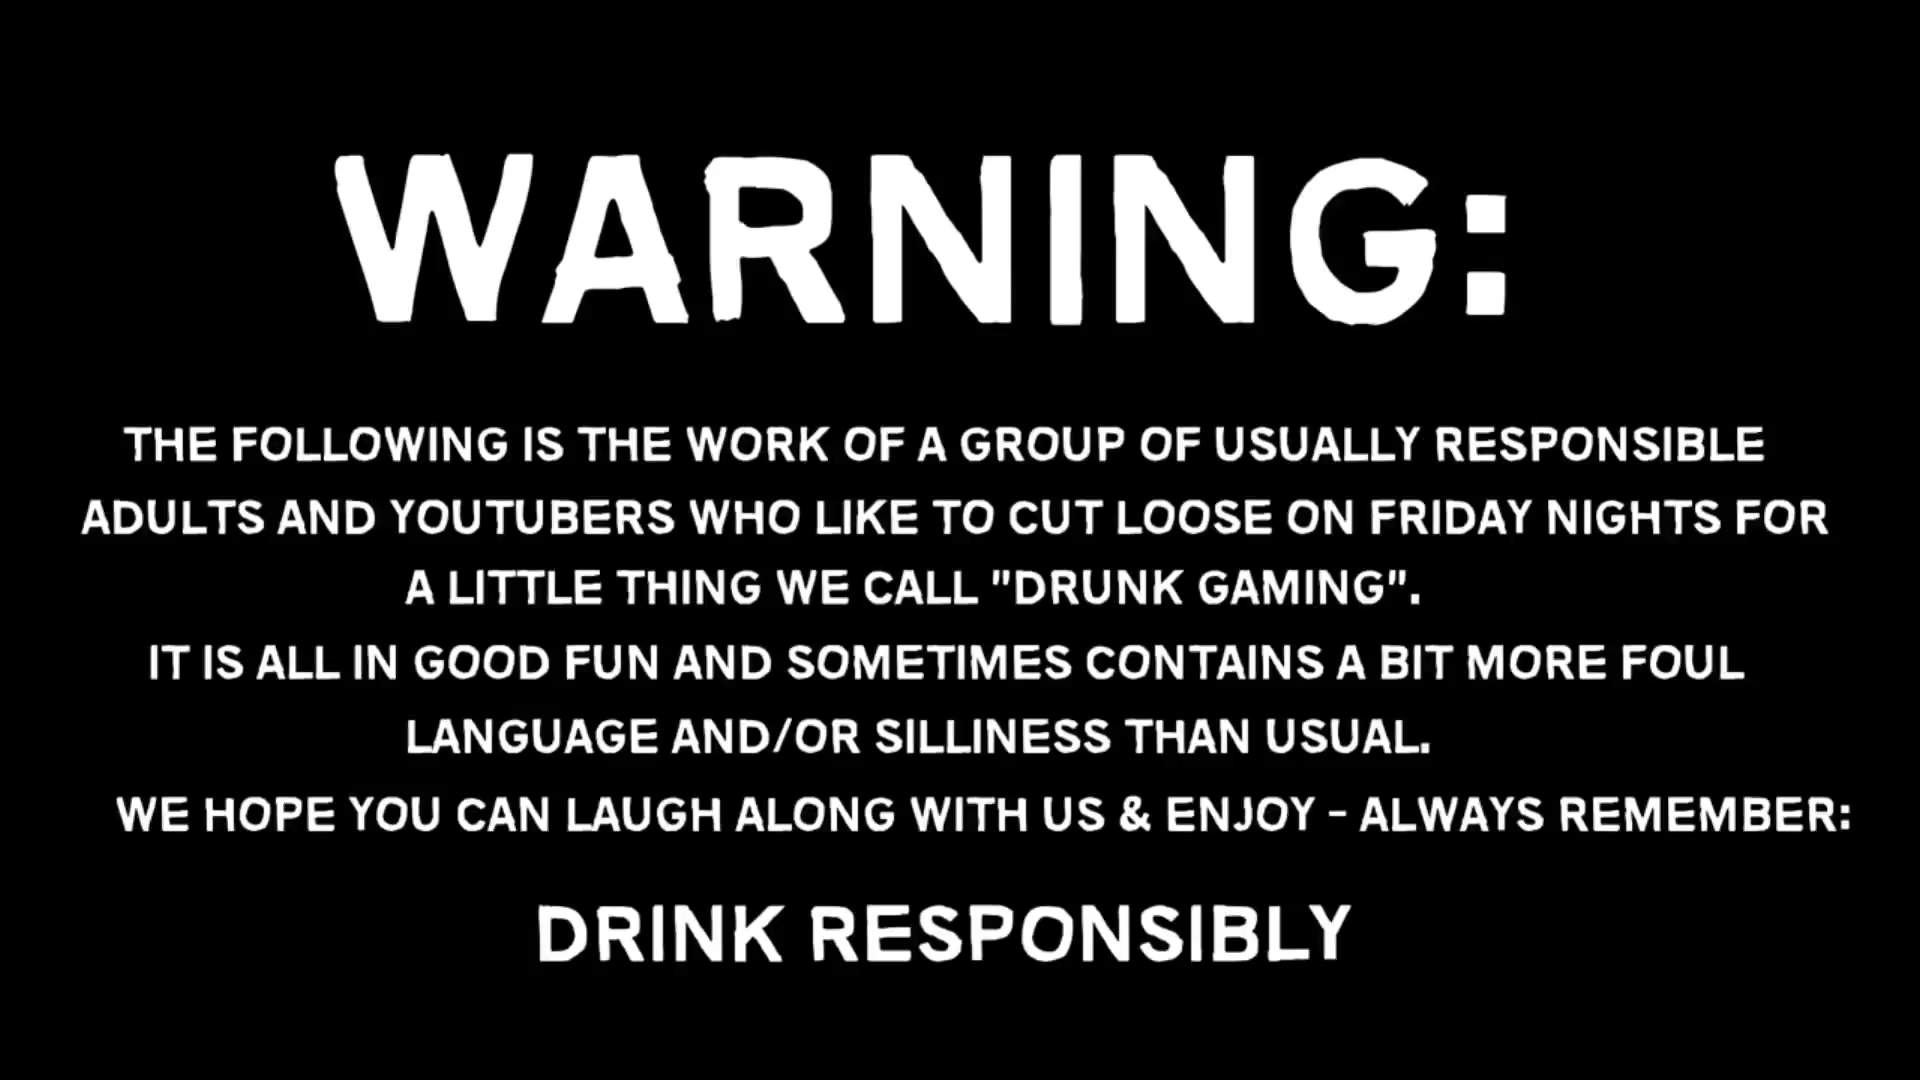 WARNING:
THE FOLLOWING IS THE WORK OF A GROUP OF USUALLY RESPONSIBLE
ADULTS AND YOUTUBERS WHO LIKE TO CUT LOOSE ON FRIDAY NIGHTS FOR
A LITTLE THING WE CALL "DRUNK GAMING".
IT IS ALL IN GOOD FUN AND SOMETIMES CONTAINS A BIT MORE FOUL
LANGUAGE AND/OR SILLINESS THAN USUAL.
WE HOPE YOU CAN LAUGH ALONG WITH US & ENJOY - ALWAYS REMEMBER:
DRINK RESPONSIBLY